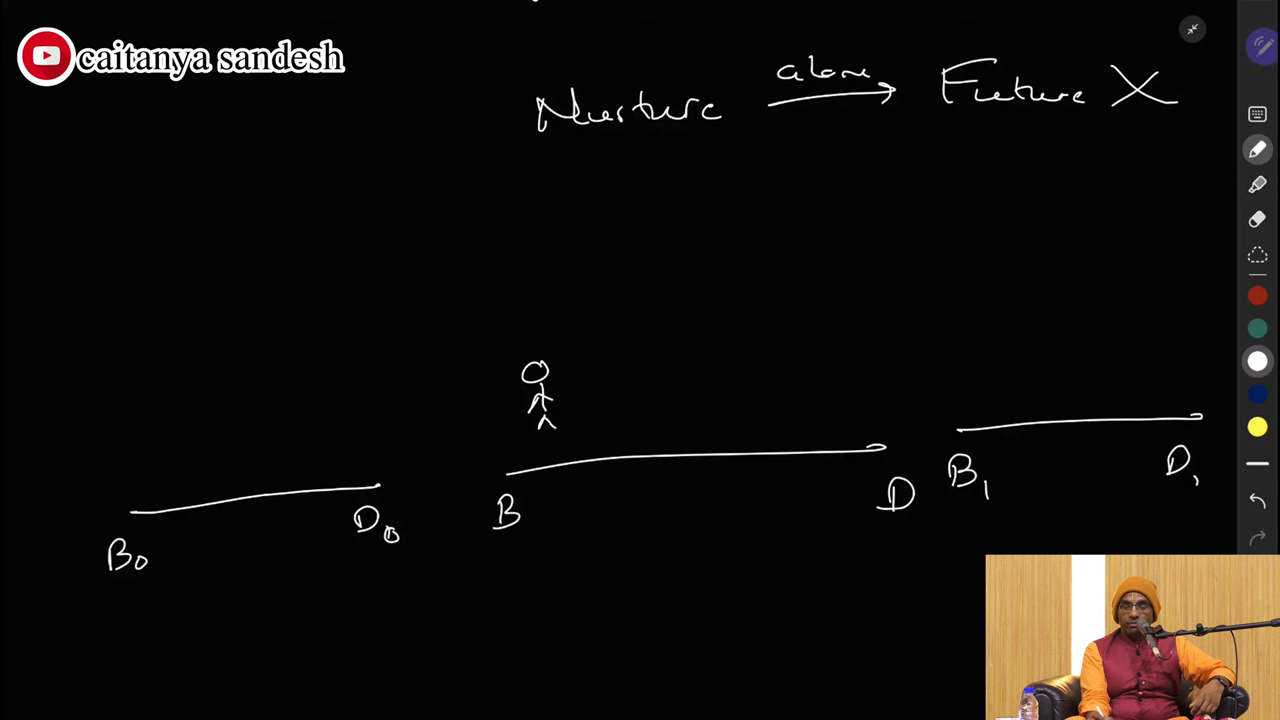 caitanya sandesh
alone
Nurture → Future X
B D
B₁ D₁
B₀ D₀